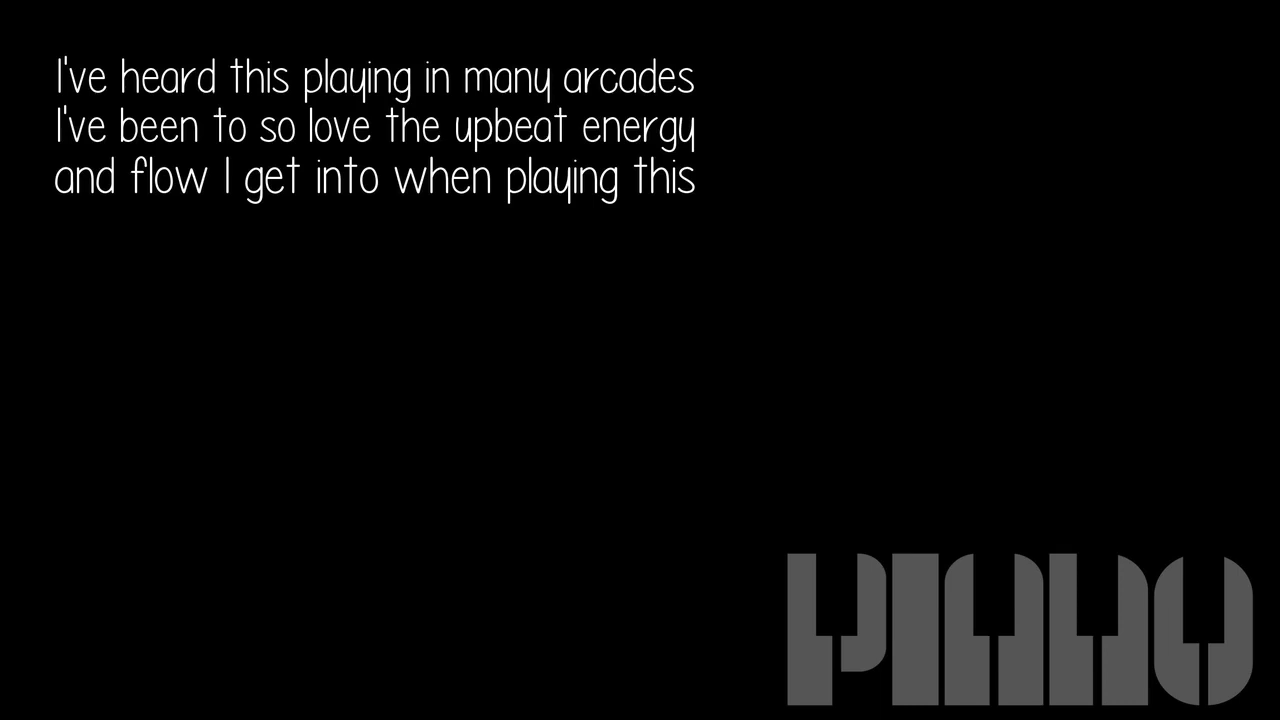 I've heard this playing in many arcades
I've been to so love the upbeat energy
and flow I get into when playing this
PIANO